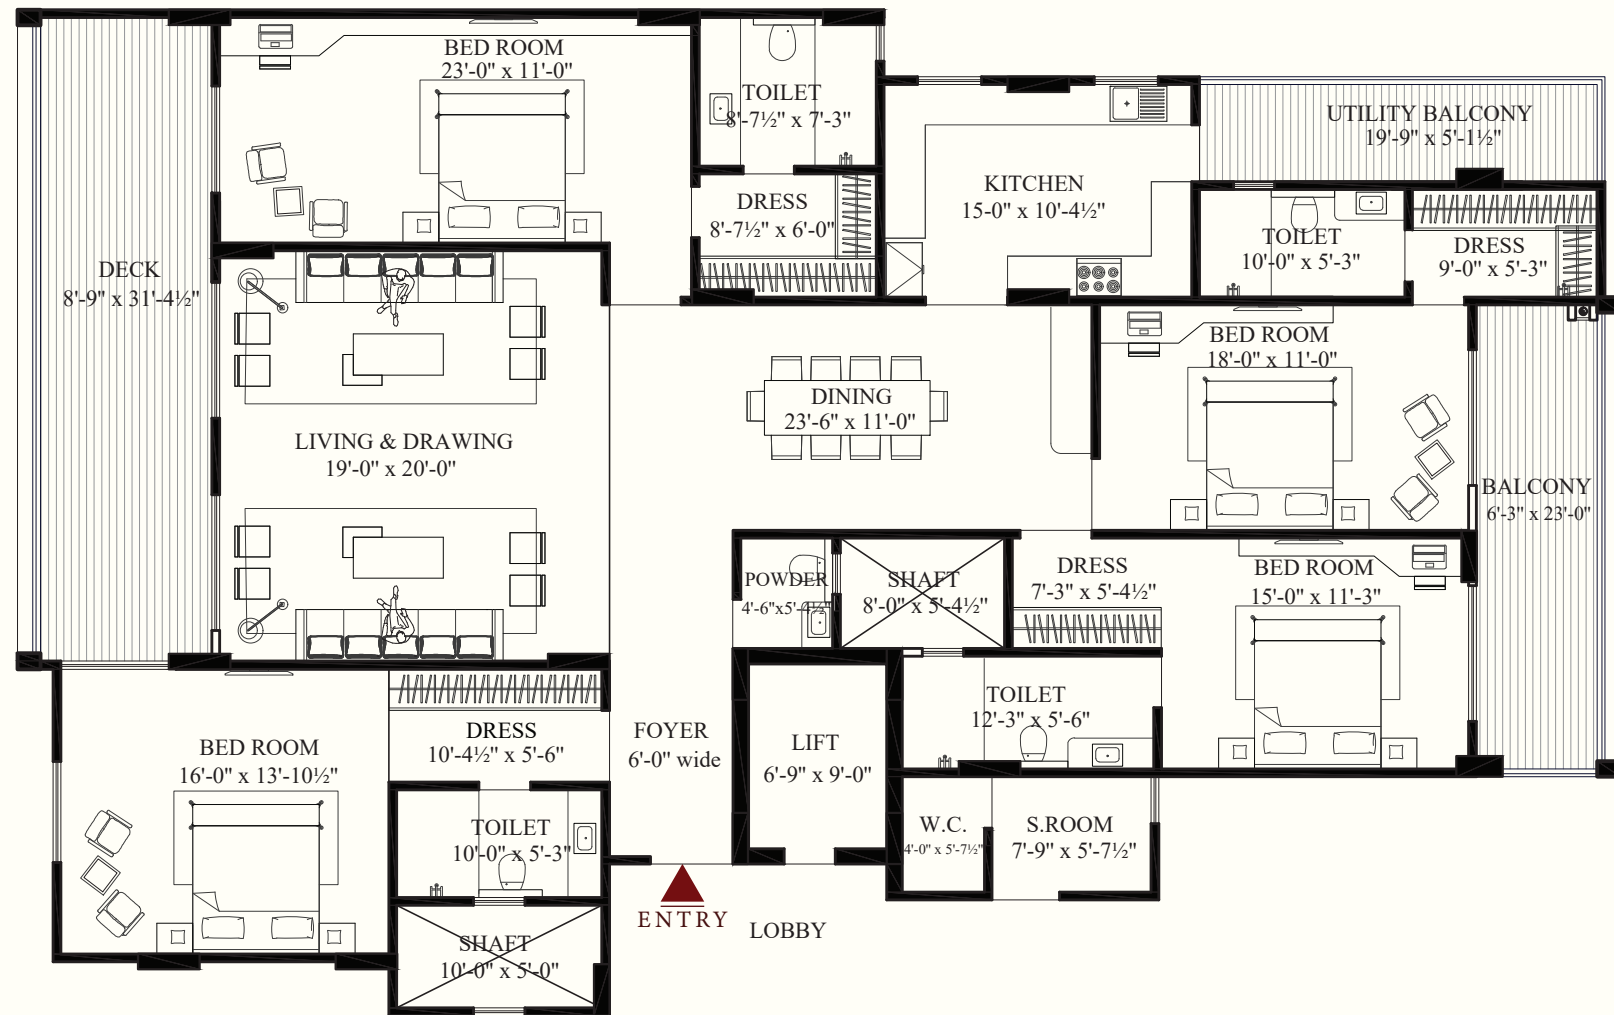 BED ROOM
23'-0" x 11'-0"
TOILET
8'-7½" x 7'-3"
UTILITY BALCONY
19'-9" x 5'-1½"
KITCHEN
15-0" x 10'-4½"
DRESS
8'-7½" x 6'-0"
TOILET
10'-0" x 5'-3"
DRESS
9'-0" x 5'-3"
DECK
8'-9" x 31'-4½"
BED ROOM
18'-0" x 11'-0"
DINING
23'-6" x 11'-0"
LIVING & DRAWING
19'-0" x 20'-0"
BALCONY
6'-3" x 23'-0"
POWDER
4'-6"x5'-4½"
SHAFT
8'-0" x 5'-4½"
DRESS
7'-3" x 5'-4½"
BED ROOM
15'-0" x 11'-3"
TOILET
12'-3" x 5'-6"
DRESS
10'-4½" x 5'-6"
FOYER
6'-0" wide
LIFT
6'-9" x 9'-0"
BED ROOM
16'-0" x 13'-10½"
TOILET
10'-0" x 5'-3"
W.C.
4'-0" x 5'-7½"
S.ROOM
7'-9" x 5'-7½"
ENTRY
LOBBY
SHAFT
10'-0" x 5'-0"